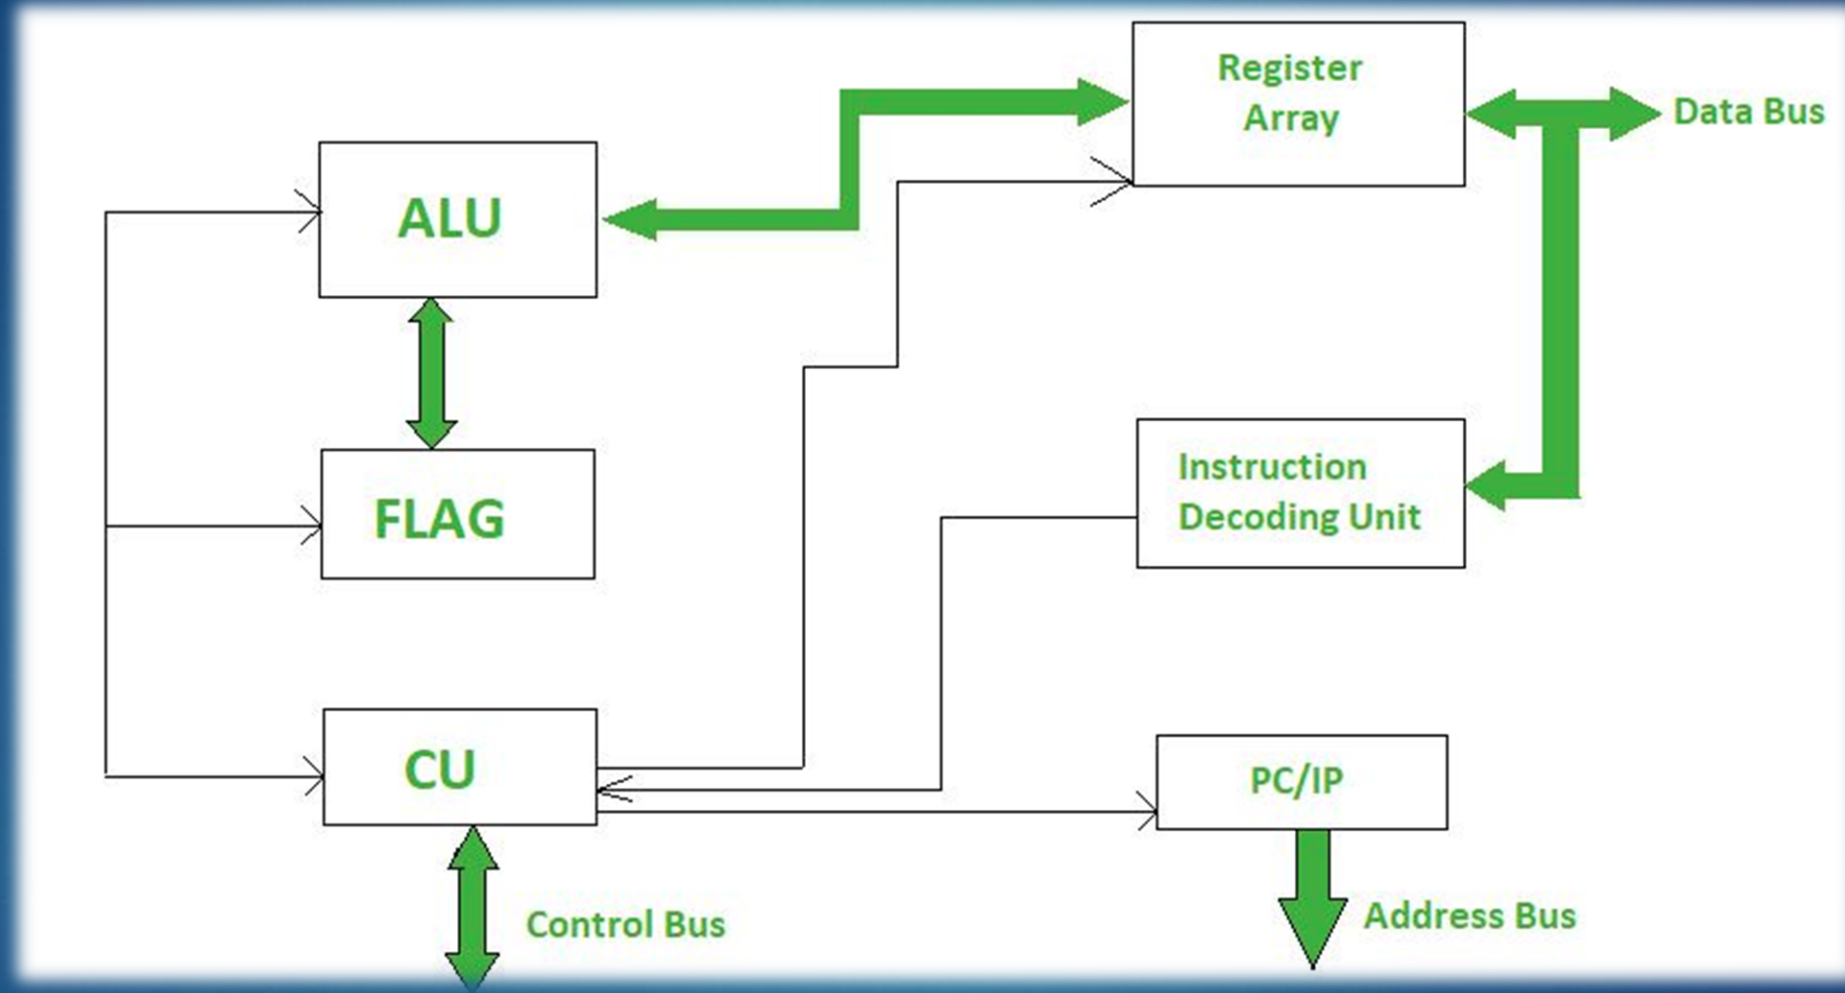 Register
Array
Data Bus
ALU
FLAG
Instruction
Decoding Unit
CU
PC/IP
Control Bus
Address Bus